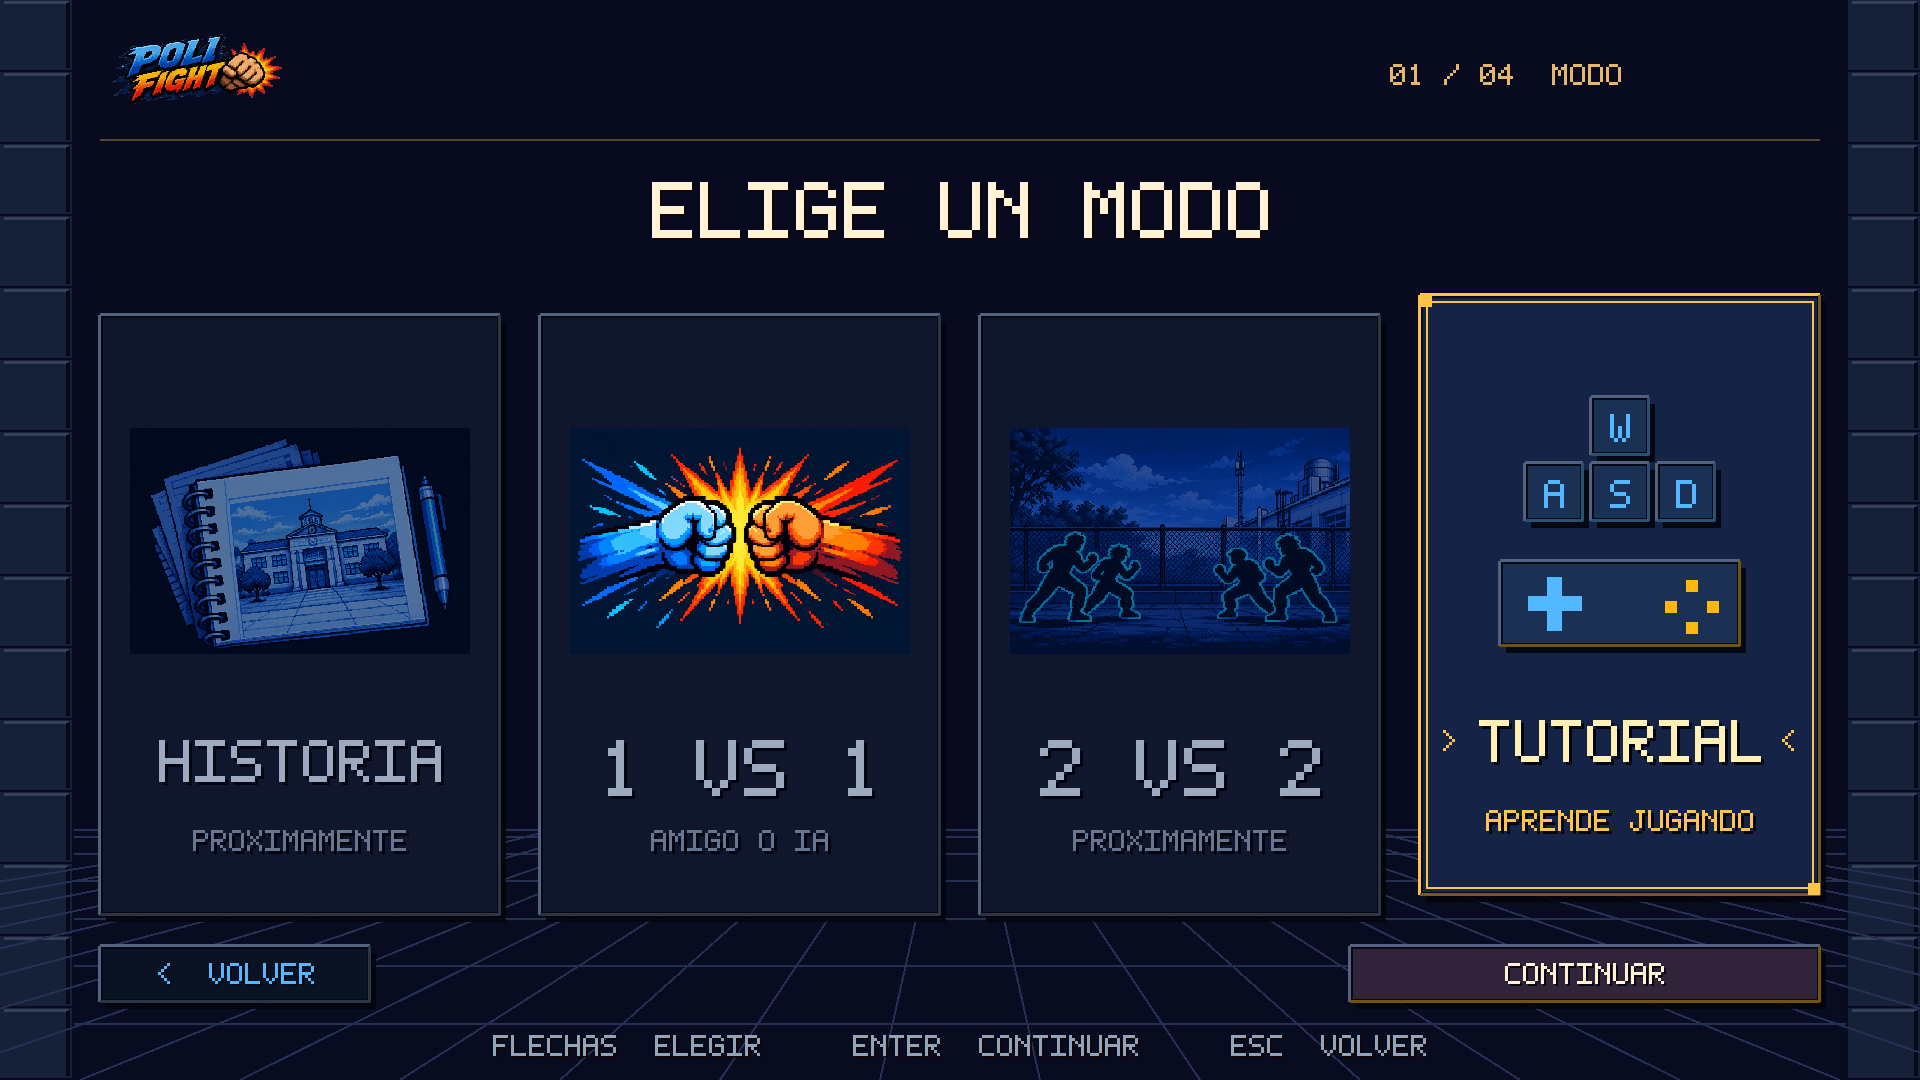 POLI
FIGHT
01 / 04 MODO
ELIGE UN MODO
HISTORIA
PROXIMAMENTE
1 VS 1
AMIGO O IA
2 VS 2
PROXIMAMENTE
W
A S D
> TUTORIAL <
APRENDE JUGANDO
< VOLVER
CONTINUAR
FLECHAS ELEGIR ENTER CONTINUAR ESC VOLVER